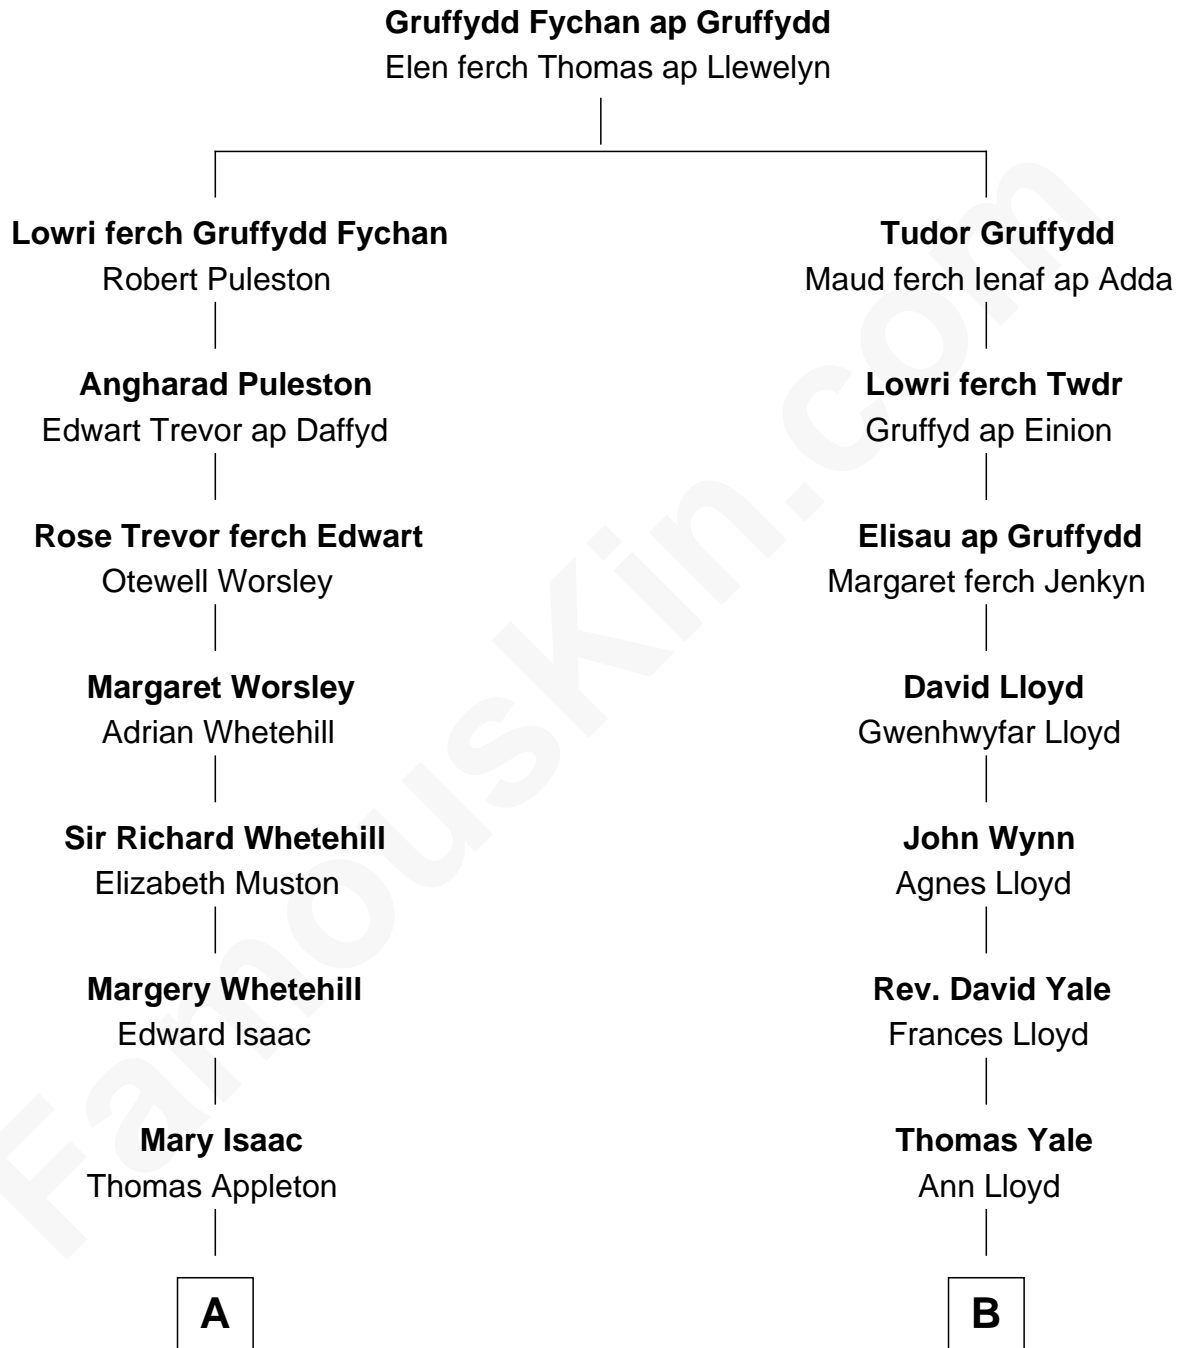 Gruffydd Fychan ap Gruffydd
Elen ferch Thomas ap Llewelyn
Lowri ferch Gruffydd Fychan
Robert Puleston
Tudor Gruffydd
Maud ferch Ienaf ap Adda
Angharad Puleston
Edwart Trevor ap Daffyd
Lowri ferch Twdr
Gruffyd ap Einion
Rose Trevor ferch Edwart
Otewell Worsley
Elisau ap Gruffydd
Margaret ferch Jenkyn
Margaret Worsley
Adrian Whetehill
David Lloyd
Gwenhwyfar Lloyd
Sir Richard Whetehill
Elizabeth Muston
John Wynn
Agnes Lloyd
Margery Whetehill
Edward Isaac
Rev. David Yale
Frances Lloyd
Mary Isaac
Thomas Appleton
Thomas Yale
Ann Lloyd
A
B
FamousKin.com